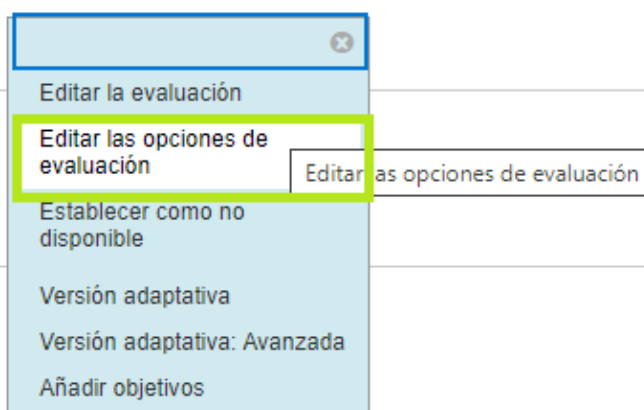 Editar la evaluación
Editar las opciones de
evaluación
Editar las opciones de evaluación
Establecer como no
disponible
Versión adaptativa
Versión adaptativa: Avanzada
Añadir objetivos